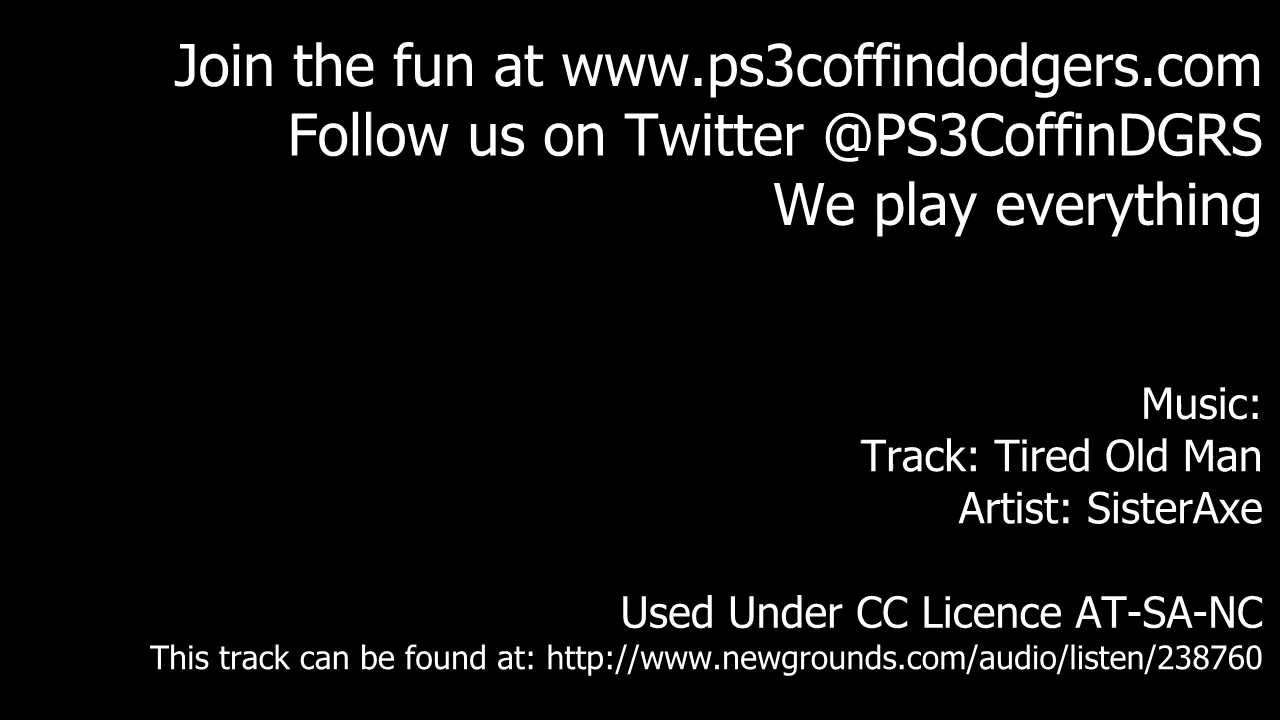 Join the fun at www.ps3coffindodgers.com
Follow us on Twitter @PS3CoffinDGRS
We play everything
Music:
Track: Tired Old Man
Artist: SisterAxe
Used Under CC Licence AT-SA-NC
This track can be found at: http://www.newgrounds.com/audio/listen/238760